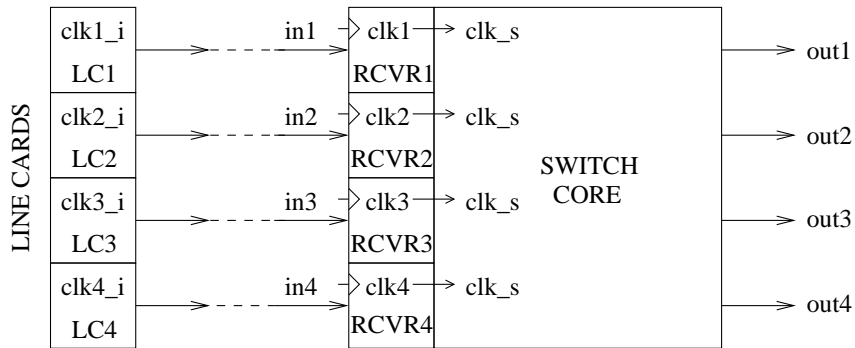 LINE CARDS
clk1_i
LC1
in1
clk1
clk_s
RCVR1
out1
clk2_i
LC2
in2
clk2
clk_s
RCVR2
out2
clk3_i
LC3
in3
clk3
clk_s
RCVR3
out3
clk4_i
LC4
in4
clk4
clk_s
RCVR4
out4
SWITCH
CORE